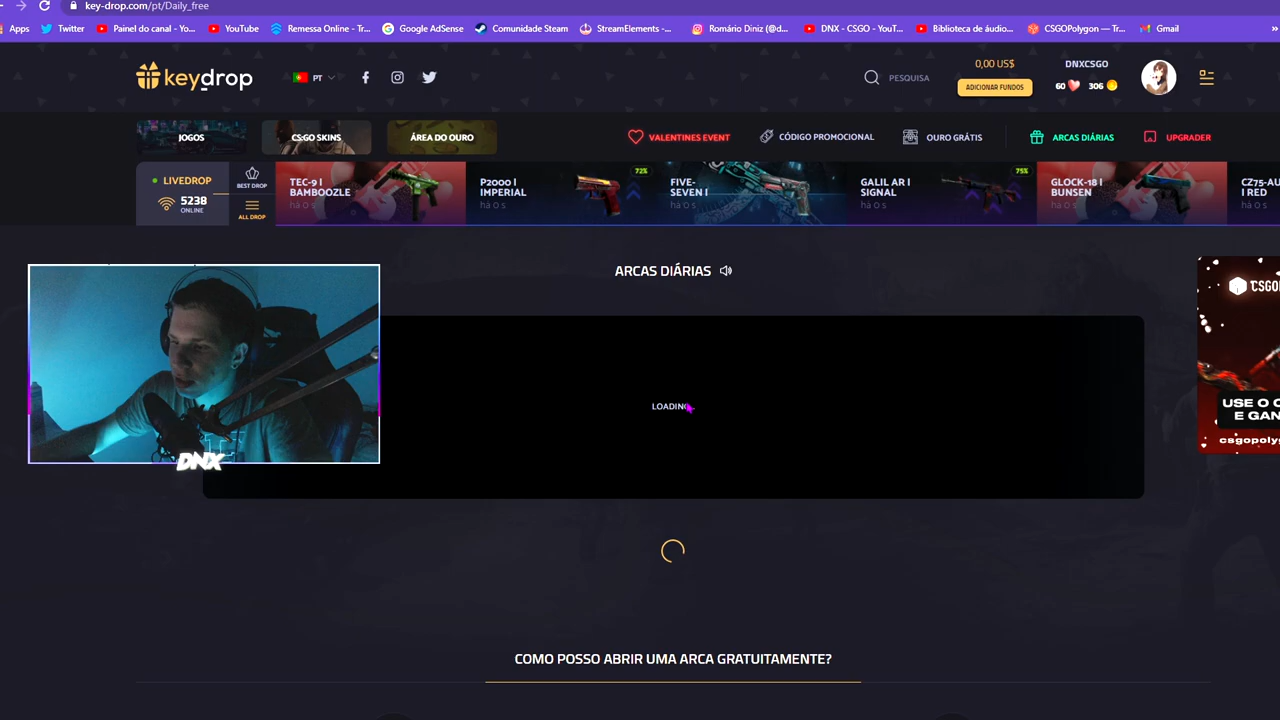 key-drop.com/pt/Daily_free
Apps Twitter Painel do canal - Yo... YouTube Remessa Online - Tr... Google AdSense Comunidade Steam StreamElements -... Romário Diniz (@d... DNX - CSGO - YouT... Biblioteca de áudio... CSGOPolygon — Tr... Gmail »
keydrop PT PESQUISA 0,00 US$ DNXCSGO
ADICIONAR FUNDOS 60 306
JOGOS CS:GO SKINS ÁREA DO OURO VALENTINES EVENT CÓDIGO PROMOCIONAL OURO GRÁTIS ARCAS DIÁRIAS UPGRADER
LIVEDROP
5238
ONLINE
BEST DROP
ALL DROP
TEC-9 I
BAMBOOZLE
há 0 s
P2000 I
IMPERIAL
há 0 s
72%
FIVE-
SEVEN I
há 0 s
GALIL AR I
SIGNAL
há 0 s
75%
GLOCK-18 I
BUNSEN
há 0 s
CZ75-AU
I RED
há 0 s
ARCAS DIÁRIAS
LOADING
DNX
CSGO
USE O C
E GAN
csgopolyg
COMO POSSO ABRIR UMA ARCA GRATUITAMENTE?